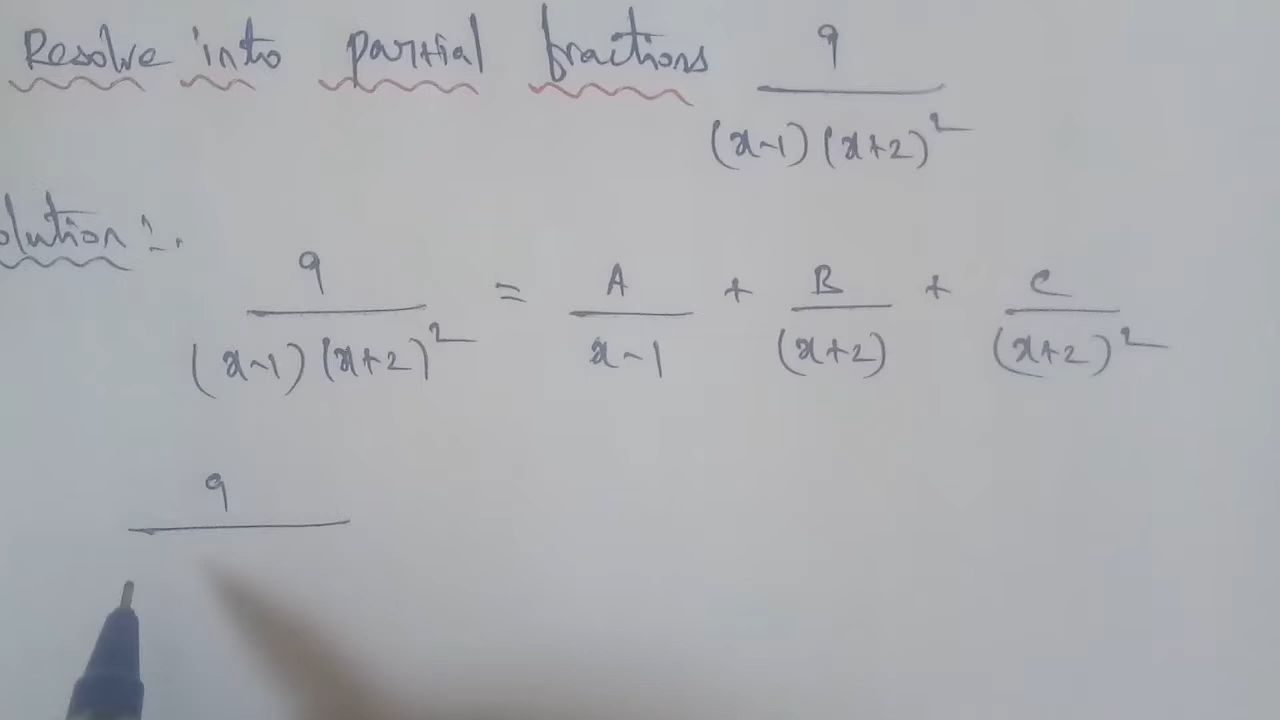 Resolve into partial fractions 9 / (x-1)(x+2)²
olution :-
9 / (x-1)(x+2)² = A / x-1 + B / (x+2) + C / (x+2)²
9